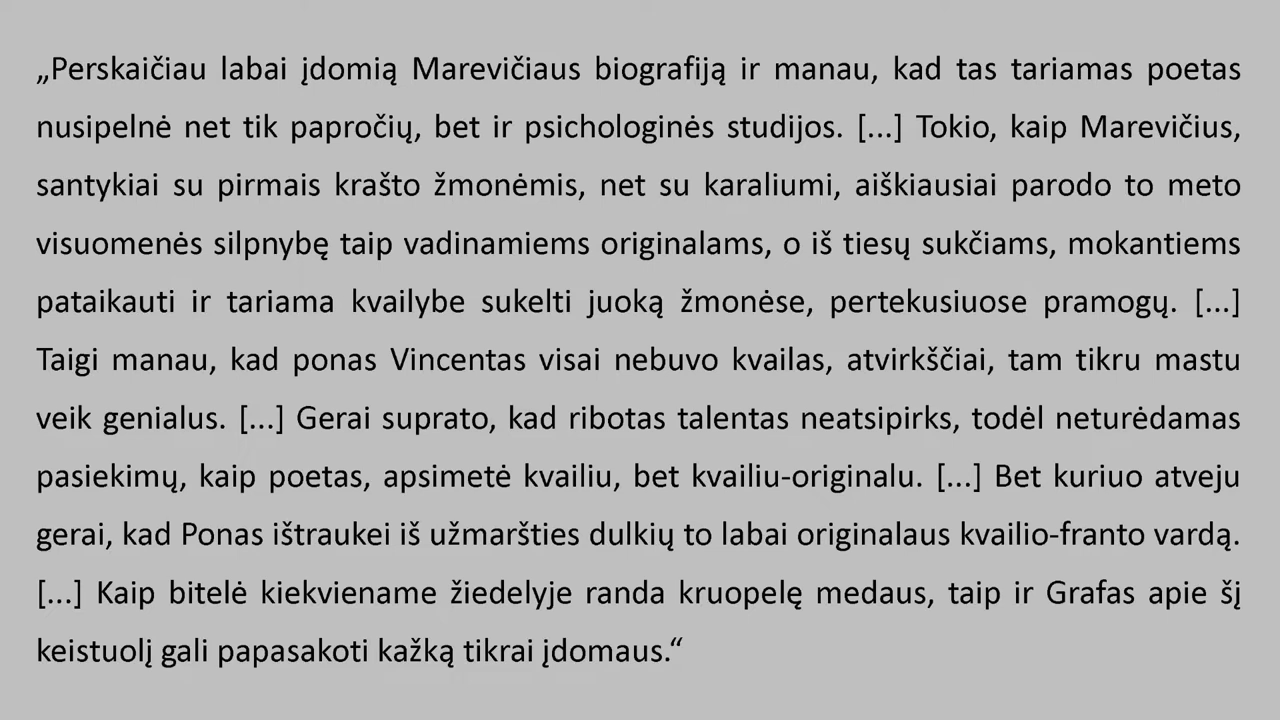 „Perskaičiau labai įdomią Marevičiaus biografiją ir manau, kad tas tariamas poetas
nusipelnė net tik papročių, bet ir psichologinės studijos. [...] Tokio, kaip Marevičius,
santykiai su pirmais krašto žmonėmis, net su karaliumi, aiškiausiai parodo to meto
visuomenės silpnybę taip vadinamiems originalams, o iš tiesų sukčiams, mokantiems
pataikauti ir tariama kvailybe sukelti juoką žmonėse, pertekusiuose pramogų. [...]
Taigi manau, kad ponas Vincentas visai nebuvo kvailas, atvirkščiai, tam tikru mastu
veik genialus. [...] Gerai suprato, kad ribotas talentas neatsipirks, todėl neturėdamas
pasiekimų, kaip poetas, apsimetė kvailiu, bet kvailiu-originalu. [...] Bet kuriuo atveju
gerai, kad Ponas ištraukei iš užmaršties dulkių to labai originalaus kvailio-franto vardą.
[...] Kaip bitelė kiekviename žiedelyje randa kruopelę medaus, taip ir Grafas apie šį
keistuolį gali papasakoti kažką tikrai įdomaus.“